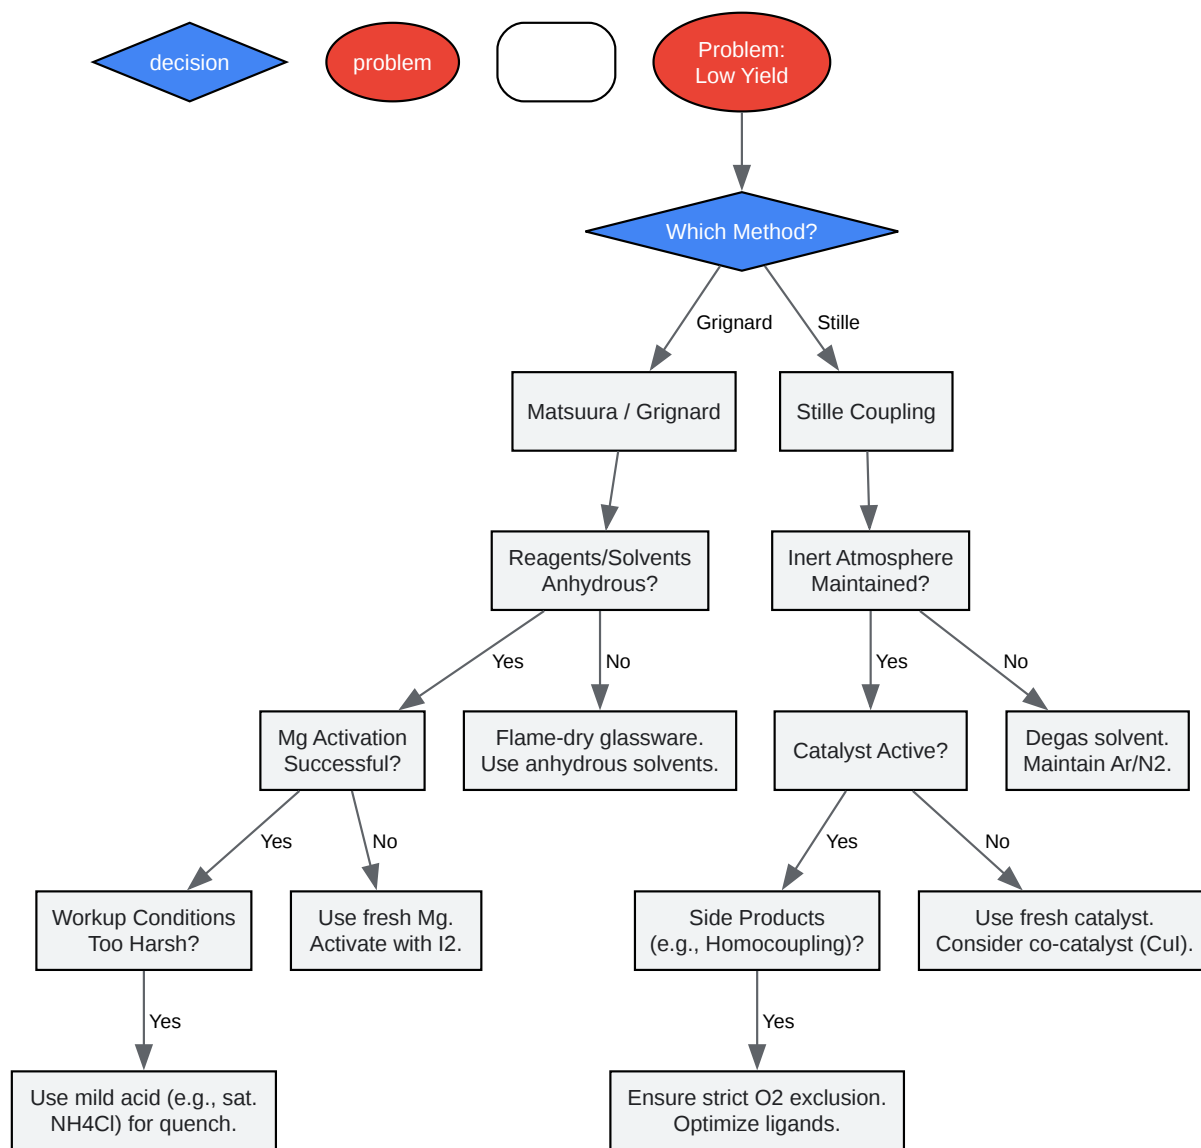 decision
problem
Problem:
Low Yield
Which Method?
Grignard
Stille
Matsuura / Grignard
Stille Coupling
Reagents/Solvents
Anhydrous?
Inert Atmosphere
Maintained?
Yes
No
Yes
No
Mg Activation
Successful?
Flame-dry glassware.
Use anhydrous solvents.
Catalyst Active?
Degas solvent.
Maintain Ar/N2.
Yes
No
Yes
No
Workup Conditions
Too Harsh?
Use fresh Mg.
Activate with I2.
Side Products
(e.g., Homocoupling)?
Use fresh catalyst.
Consider co-catalyst (CuI).
Yes
Yes
Use mild acid (e.g., sat.
NH4Cl) for quench.
Ensure strict O2 exclusion.
Optimize ligands.